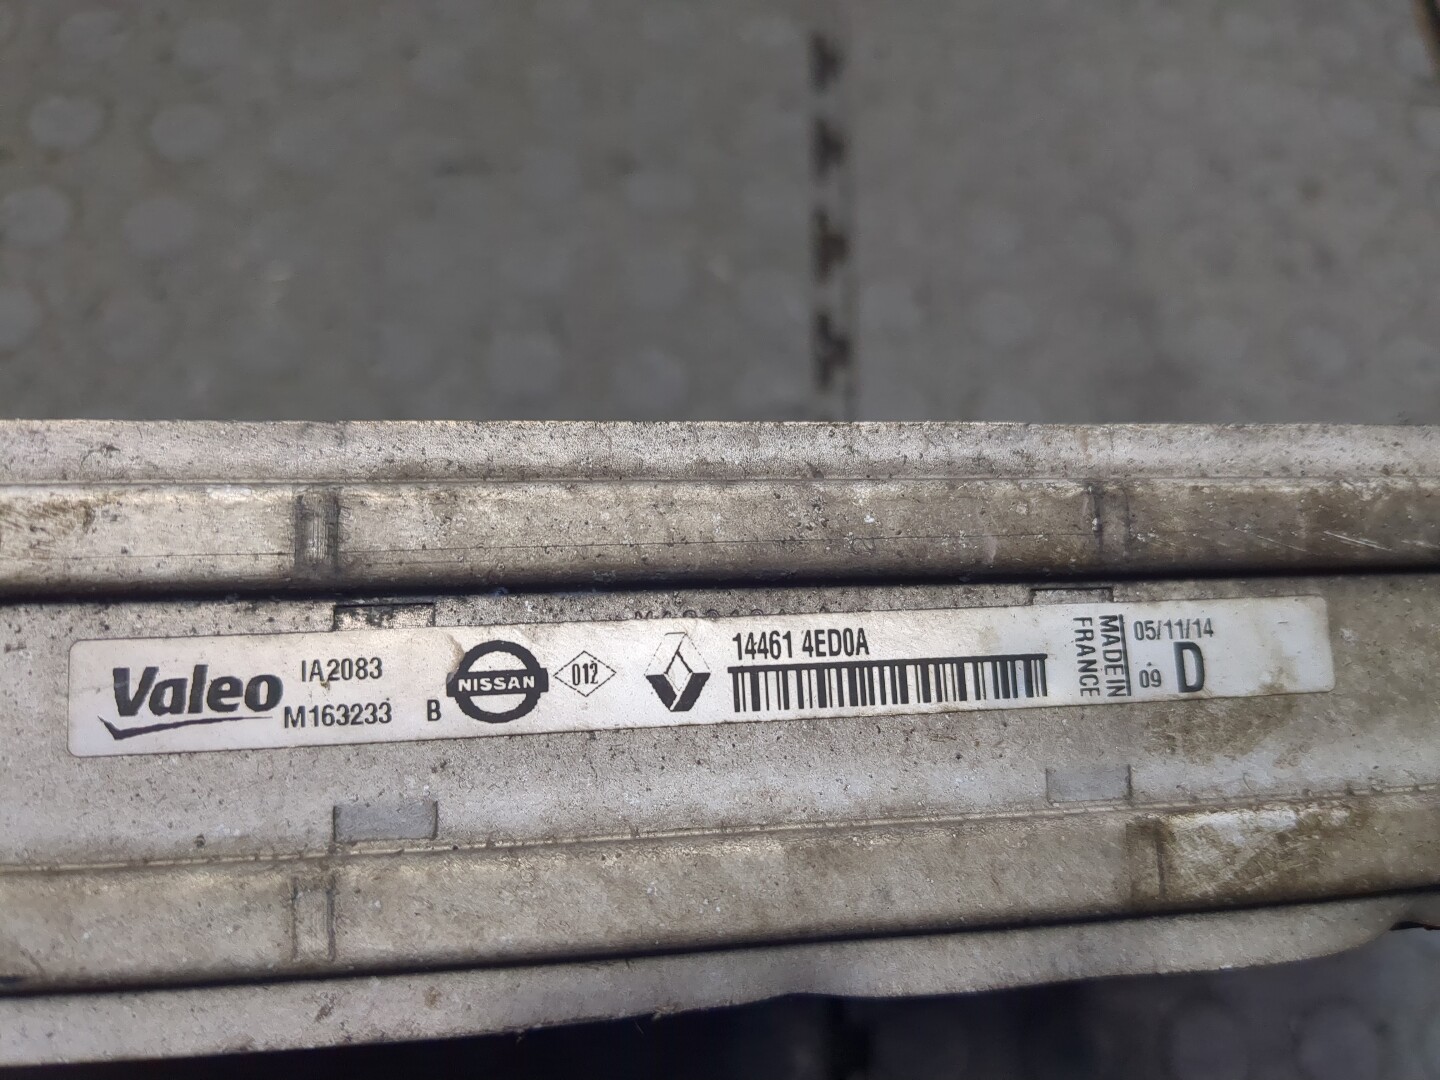 Valeo
IA2083
M163233 B
NISSAN
012
14461 4ED0A
MADE IN
FRANCE
05/11/14
09 D